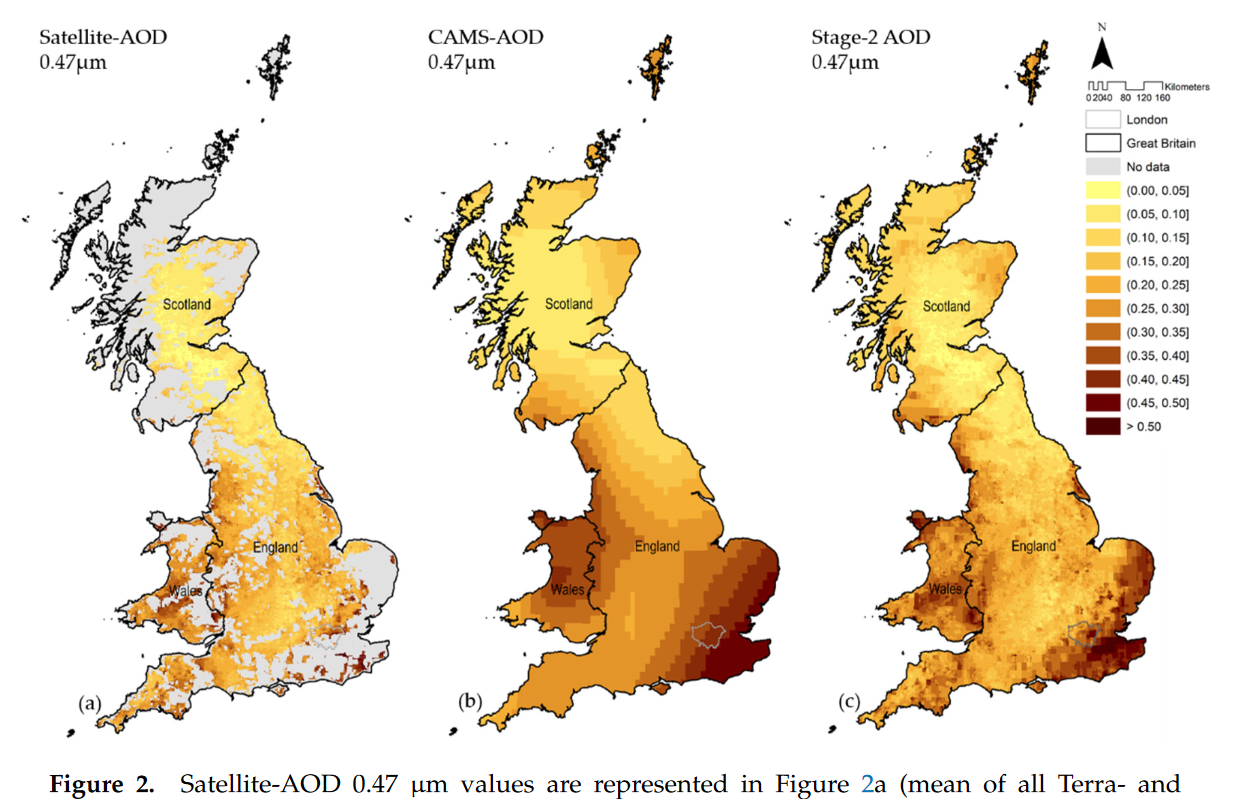 Satellite-AOD
0.47µm
CAMS-AOD
0.47µm
Stage-2 AOD
0.47µm
N
Kilometers
0 20 40 80 120 160
London
Great Britain
No data
(0.00, 0.05]
(0.05, 0.10]
(0.10, 0.15]
(0.15, 0.20]
(0.20, 0.25]
(0.25, 0.30]
(0.30, 0.35]
(0.35, 0.40]
(0.40, 0.45]
(0.45, 0.50]
> 0.50
Scotland
England
Wales
(a)
Scotland
England
Wales
(b)
Scotland
England
Wales
(c)
Figure 2. Satellite-AOD 0.47 µm values are represented in Figure 2a (mean of all Terra- and